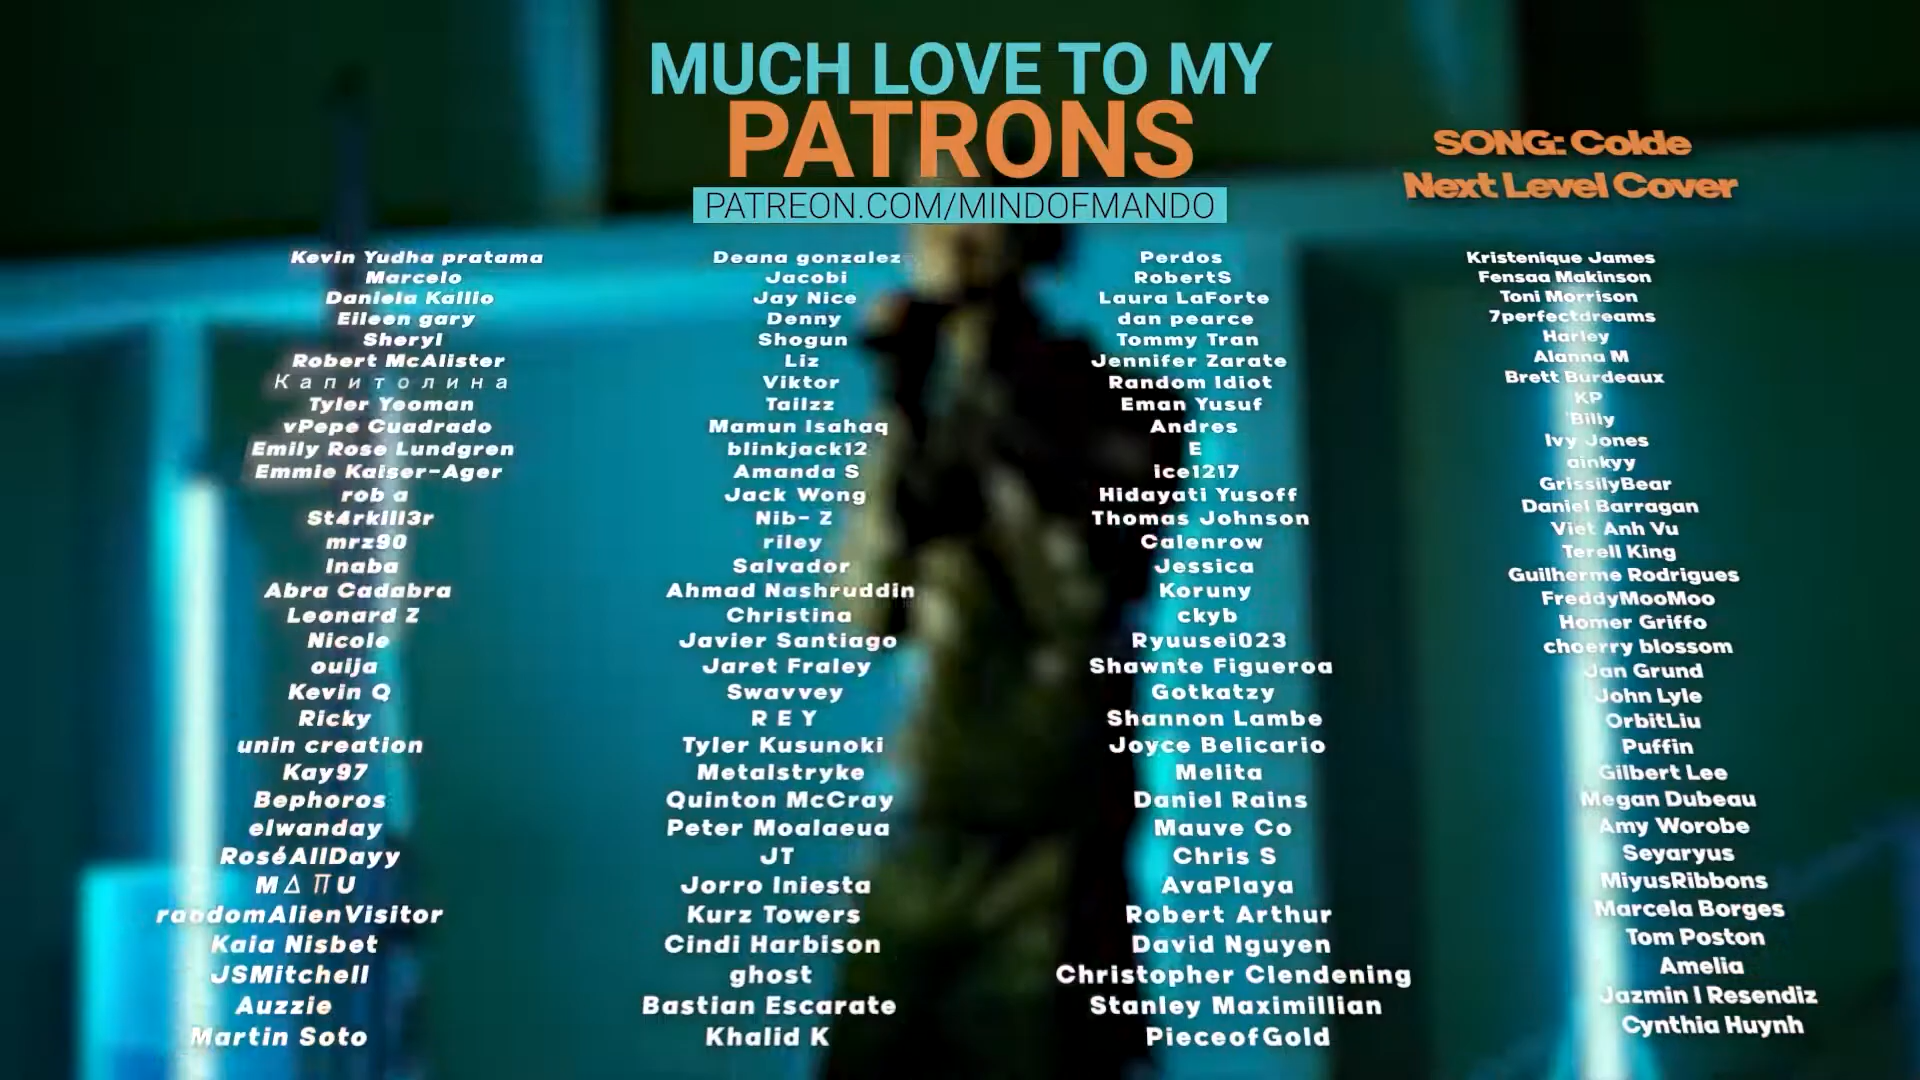 MUCH LOVE TO MY
PATRONS
PATREON.COM/MINDOFMANDO
SONG: Colde
Next Level Cover
Kevin Yudha pratama
Marcelo
Daniela Kalllo
Eileen gary
Sheryl
Robert McAlister
Капитолина
Tyler Yeoman
vPepe Cuadrado
Emily Rose Lundgren
Emmie Kaiser-Ager
rob a
St4rklll3r
mrz90
Inaba
Abra Cadabra
Leonard Z
Nicole
ouija
Kevin Q
Ricky
unin creation
Kay97
Bephoros
elwanday
RoséAllDayy
M Δ ℿ U
randomAlienVisitor
Kaia Nisbet
JSMitchell
Auzzie
Martin Soto
Deana gonzalez
Jacobi
Jay Nice
Denny
Shogun
Liz
Viktor
Tailzz
Mamun Isahaq
blinkjack12
Amanda S
Jack Wong
Nib- Z
riley
Salvador
Ahmad Nashruddin
Christina
Javier Santiago
Jaret Fraley
Swavvey
R E Y
Tyler Kusunoki
Metalstryke
Quinton McCray
Peter Moalaeua
JT
Jorro Iniesta
Kurz Towers
Cindi Harbison
ghost
Bastian Escarate
Khalid K
Perdos
RobertS
Laura LaForte
dan pearce
Tommy Tran
Jennifer Zarate
Random Idiot
Eman Yusuf
Andres
E
ice1217
Hidayati Yusoff
Thomas Johnson
Calenrow
Jessica
Koruny
ckyb
Ryuusei023
Shawnte Figueroa
Gotkatzy
Shannon Lambe
Joyce Belicario
Melita
Daniel Rains
Mauve Co
Chris S
AvaPlaya
Robert Arthur
David Nguyen
Christopher Clendening
Stanley Maximillian
PieceofGold
Kristenique James
Fensaa Makinson
Toni Morrison
7perfectdreams
Harley
Alanna M
Brett Burdeaux
KP
'Billy
Ivy Jones
ainkyy
GrissilyBear
Daniel Barragan
Viet Anh Vu
Terell King
Guilherme Rodrigues
FreddyMooMoo
Homer Griffo
choerry blossom
Jan Grund
John Lyle
OrbitLiu
Puffin
Gilbert Lee
Megan Dubeau
Amy Worobe
Seyaryus
MiyusRibbons
Marcela Borges
Tom Poston
Amelia
Jazmin I Resendiz
Cynthia Huynh